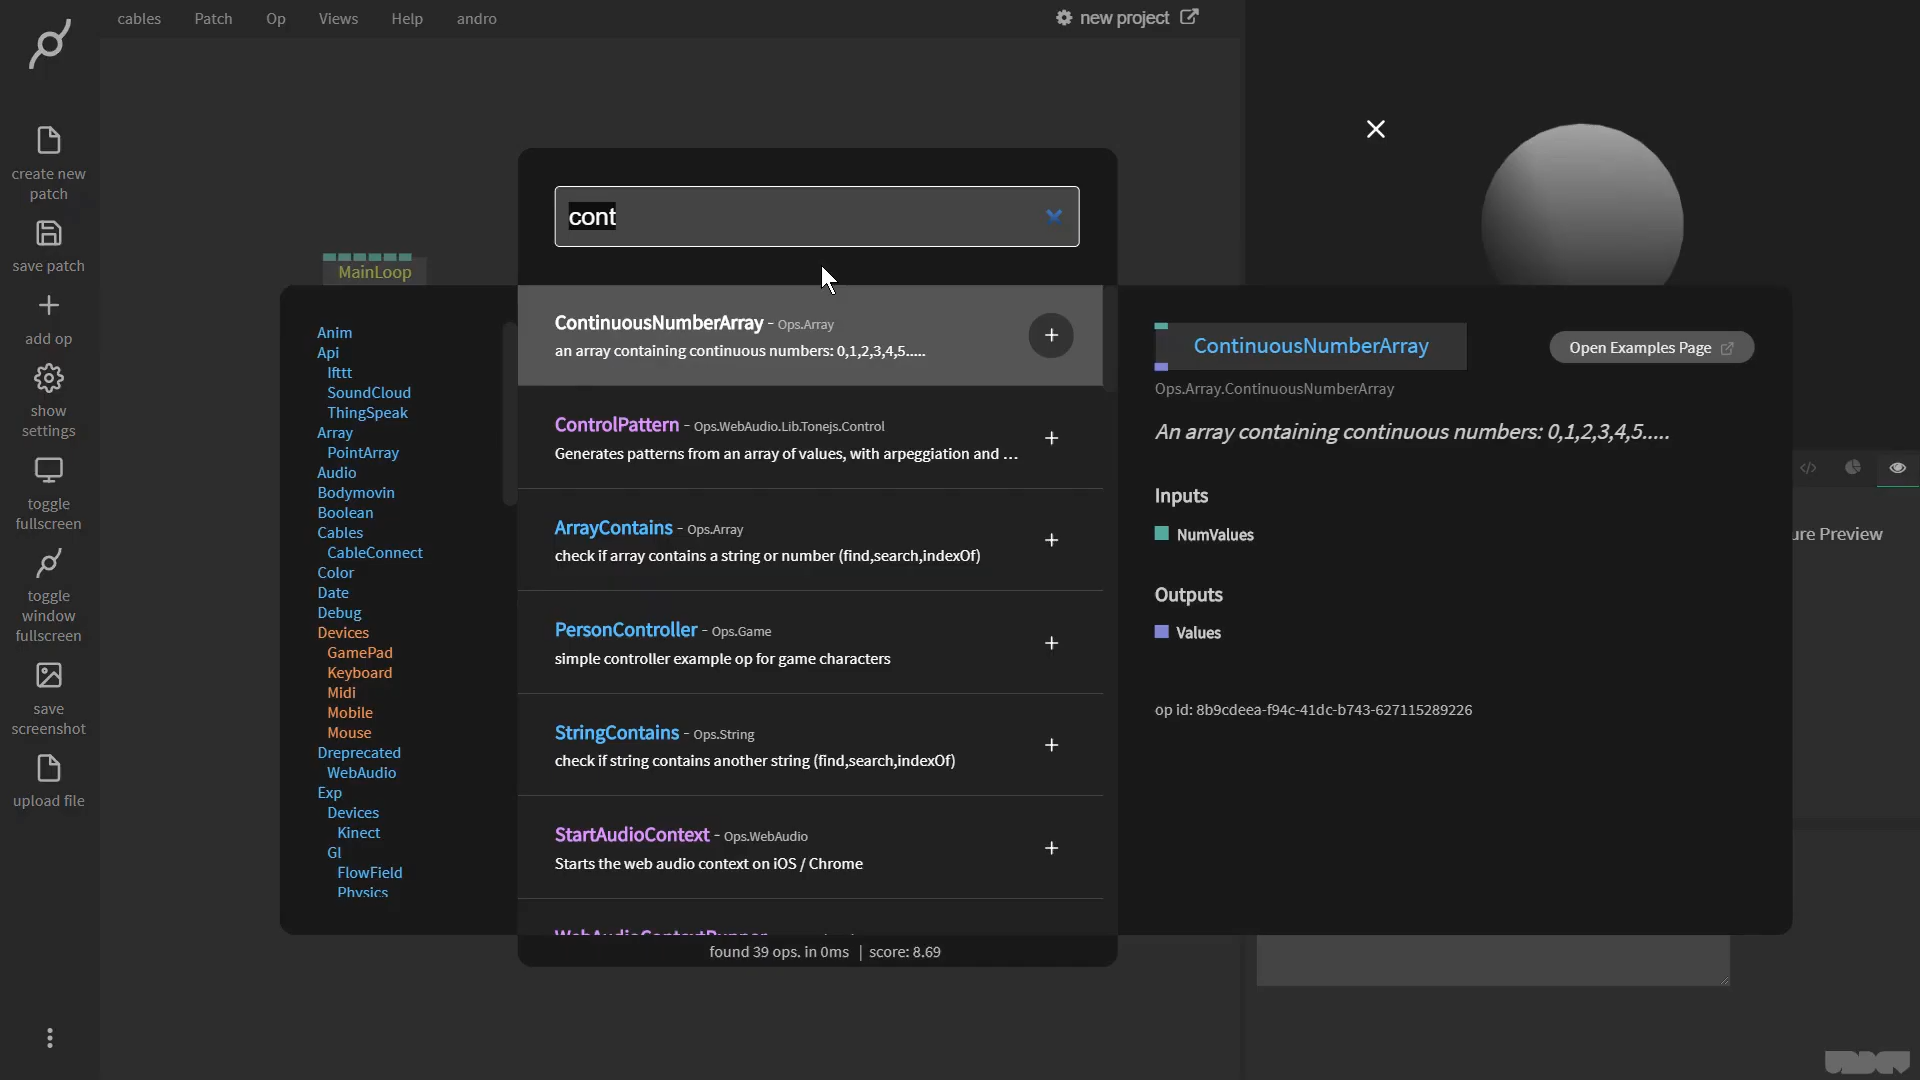 cables Patch Op Views Help andro new project
create new
patch
save patch
add op
show
settings
toggle
fullscreen
toggle
window
fullscreen
save
screenshot
upload file
MainLoop
cont
Anim
Api
Ifttt
SoundCloud
ThingSpeak
Array
PointArray
Audio
Bodymovin
Boolean
Cables
CableConnect
Color
Date
Debug
Devices
GamePad
Keyboard
Midi
Mobile
Mouse
Dreprecated
WebAudio
Exp
Devices
Kinect
Gl
FlowField
Physics
ContinuousNumberArray - Ops.Array
an array containing continuous numbers: 0,1,2,3,4,5.....
ControlPattern - Ops.WebAudio.Lib.Tonejs.Control
Generates patterns from an array of values, with arpeggiation and ...
ArrayContains - Ops.Array
check if array contains a string or number (find,search,indexOf)
PersonController - Ops.Game
simple controller example op for game characters
StringContains - Ops.String
check if string contains another string (find,search,indexOf)
StartAudioContext - Ops.WebAudio
Starts the web audio context on iOS / Chrome
found 39 ops. in 0ms | score: 8.69
ContinuousNumberArray
Open Examples Page
Ops.Array.ContinuousNumberArray
An array containing continuous numbers: 0,1,2,3,4,5.....
Inputs
NumValues
Outputs
Values
op id: 8b9cdeea-f94c-41dc-b743-627115289226
ure Preview